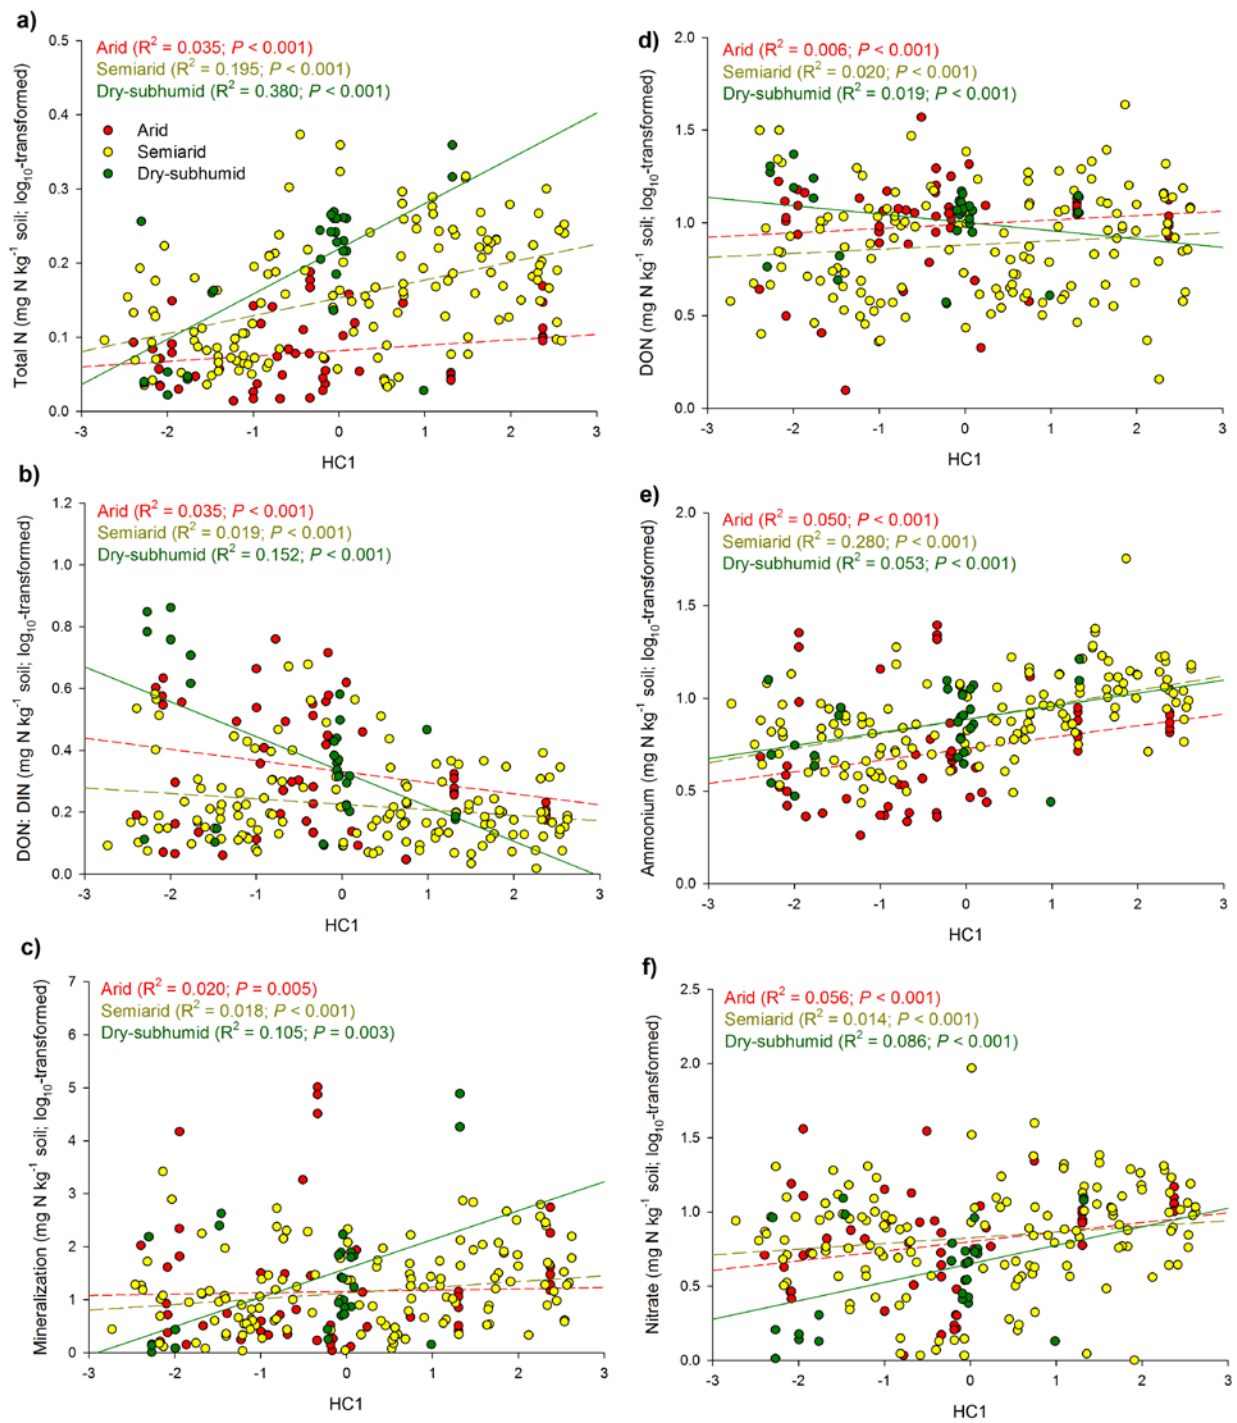 a)
Total N (mg N kg⁻¹ soil; log₁₀-transformed)
Arid (R² = 0.035; P < 0.001)
Semiarid (R² = 0.195; P < 0.001)
Dry-subhumid (R² = 0.380; P < 0.001)
Arid
Semiarid
Dry-subhumid
0.5
0.4
0.3
0.2
0.1
0.0
-3 -2 -1 0 1 2 3
HC1
d)
DON (mg N kg⁻¹ soil; log₁₀-transformed)
Arid (R² = 0.006; P < 0.001)
Semiarid (R² = 0.020; P < 0.001)
Dry-subhumid (R² = 0.019; P < 0.001)
2.0
1.5
1.0
0.5
0.0
-3 -2 -1 0 1 2 3
HC1
b)
DON: DIN (mg N kg⁻¹ soil; log₁₀-transformed)
Arid (R² = 0.035; P < 0.001)
Semiarid (R² = 0.019; P < 0.001)
Dry-subhumid (R² = 0.152; P < 0.001)
1.2
1.0
0.8
0.6
0.4
0.2
0.0
-3 -2 -1 0 1 2 3
HC1
e)
Ammonium (mg N kg⁻¹ soil; log₁₀-transformed)
Arid (R² = 0.050; P < 0.001)
Semiarid (R² = 0.280; P < 0.001)
Dry-subhumid (R² = 0.053; P < 0.001)
2.0
1.5
1.0
0.5
0.0
-3 -2 -1 0 1 2 3
HC1
c)
Mineralization (mg N kg⁻¹ soil; log₁₀-transformed)
Arid (R² = 0.020; P = 0.005)
Semiarid (R² = 0.018; P < 0.001)
Dry-subhumid (R² = 0.105; P = 0.003)
7
6
5
4
3
2
1
0
-3 -2 -1 0 1 2 3
HC1
f)
Nitrate (mg N kg⁻¹ soil; log₁₀-transformed)
Arid (R² = 0.056; P < 0.001)
Semiarid (R² = 0.014; P < 0.001)
Dry-subhumid (R² = 0.086; P < 0.001)
2.5
2.0
1.5
1.0
0.5
0.0
-3 -2 -1 0 1 2 3
HC1